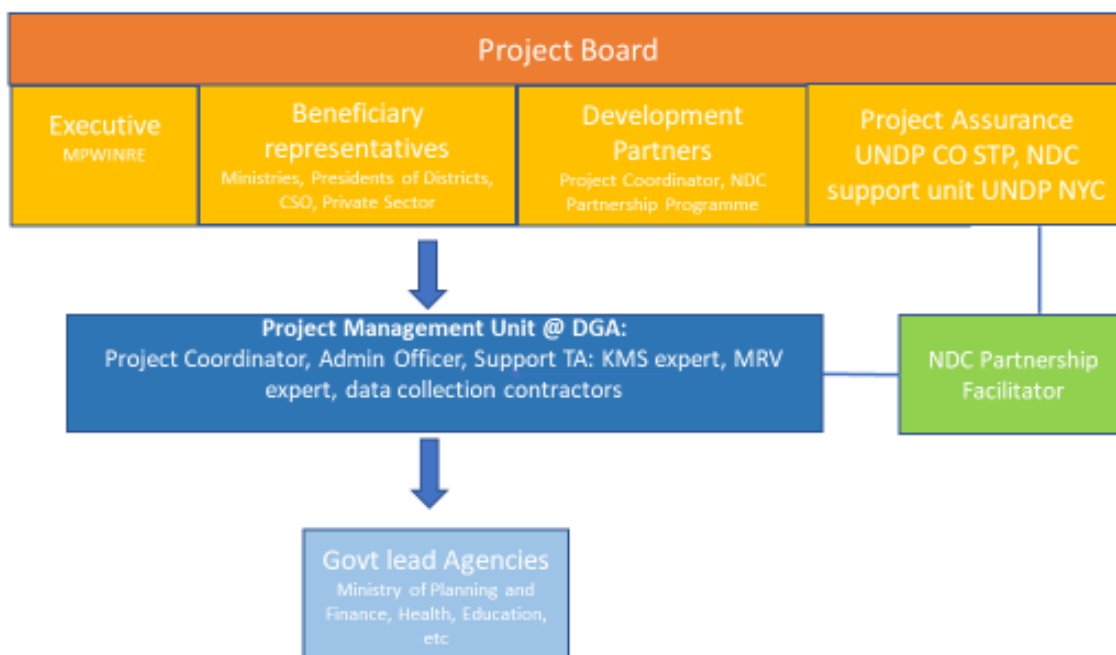 Project Board
Executive
MPWINRE
Beneficiary
representatives
Ministries, Presidents of Districts,
CSO, Private Sector
Development
Partners
Project Coordinator, NDC
Partnership Programme
Project Assurance
UNDP CO STP, NDC
support unit UNDP NYC
Project Management Unit @ DGA:
Project Coordinator, Admin Officer, Support TA: KMS expert, MRV
expert, data collection contractors
NDC Partnership
Facilitator
Govt lead Agencies
Ministry of Planning and
Finance, Health, Education,
etc